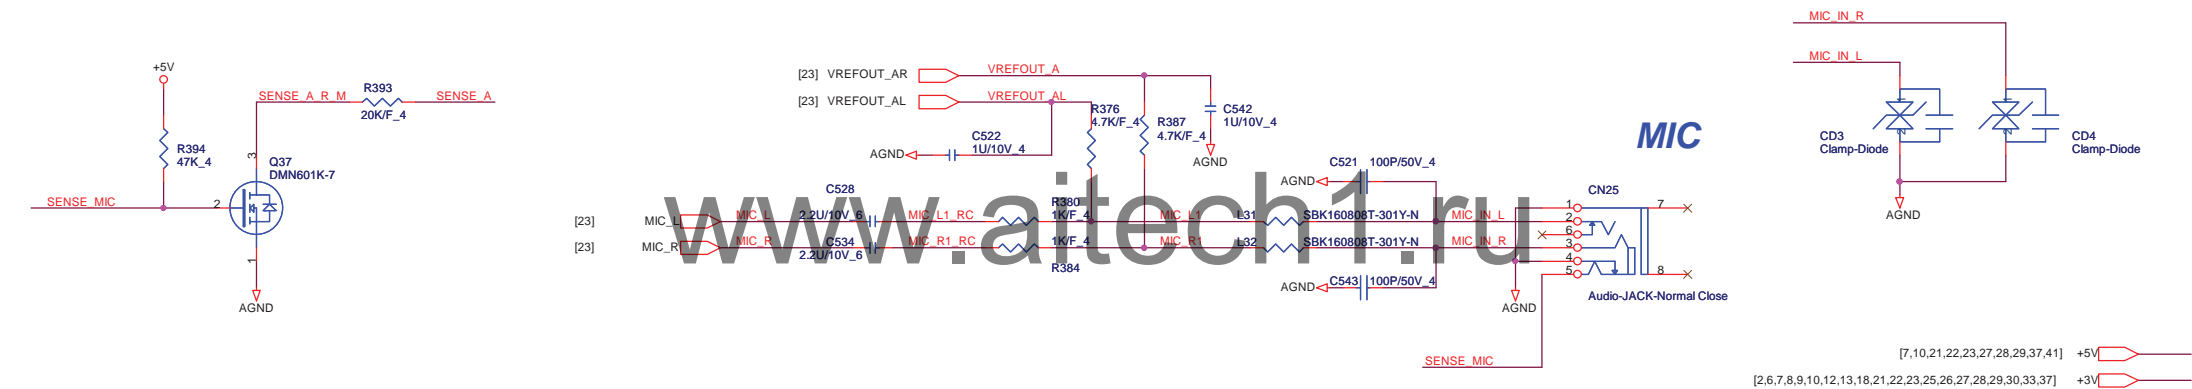 +5V
SENSE_A_R_M
R393
20K/F_4
SENSE_A
R394
47K_4
3
Q37
DMN601K-7
SENSE_MIC
2
1
AGND
[23] VREFOUT_AR
VREFOUT_A
[23] VREFOUT_AL
VREFOUT_AL
R376
4.7K/F_4
R387
4.7K/F_4
C542
1U/10V_4
AGND
C522
1U/10V_4
AGND
C528
2.2U/10V_6
[23] MIC_L
MIC_L
MIC_L1_RC
R380
1K/F_4
MIC_L1
L31
SBK160808T-301Y-N
MIC_IN_L
[23] MIC_R
MIC_R
C534
2.2U/10V_6
MIC_R1_RC
1K/F_4
R384
MIC_R1
L32
SBK160808T-301Y-N
MIC_IN_R
C521
100P/50V_4
AGND
AGND
C543
100P/50V_4
www.aitech1.ru
MIC
CN25
1
2
6
3
4
5
7
8
AGND
Audio-JACK-Normal Close
SENSE_MIC
MIC_IN_R
MIC_IN_L
1
2
CD3
Clamp-Diode
1
2
CD4
Clamp-Diode
AGND
[7,10,21,22,23,27,28,29,37,41] +5V
[2,6,7,8,9,10,12,13,18,21,22,23,25,26,27,28,29,30,33,37] +3V